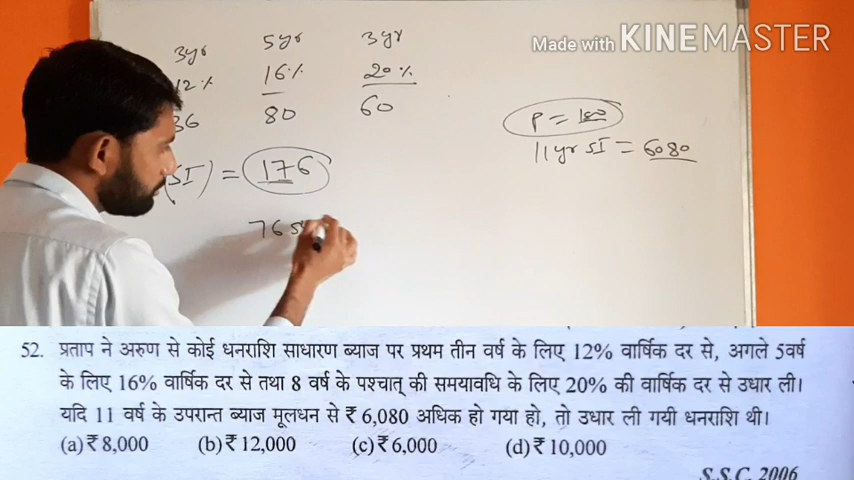 Made with KINEMASTER
3yr 5yr 3yr
12% 16% 20%
36 80 60
P = 100
11yr SI = 6080
SI) = 176
76
52. प्रताप ने अरुण से कोई धनराशि साधारण ब्याज पर प्रथम तीन वर्ष के लिए 12% वार्षिक दर से, अगले 5वर्ष
के लिए 16% वार्षिक दर से तथा 8 वर्ष के पश्चात् की समयावधि के लिए 20% की वार्षिक दर से उधार ली।
यदि 11 वर्ष के उपरान्त ब्याज मूलधन से ₹ 6,080 अधिक हो गया हो, तो उधार ली गयी धनराशि थी।
(a) ₹ 8,000 (b) ₹ 12,000 (c) ₹ 6,000 (d) ₹ 10,000
S.S.C. 2006